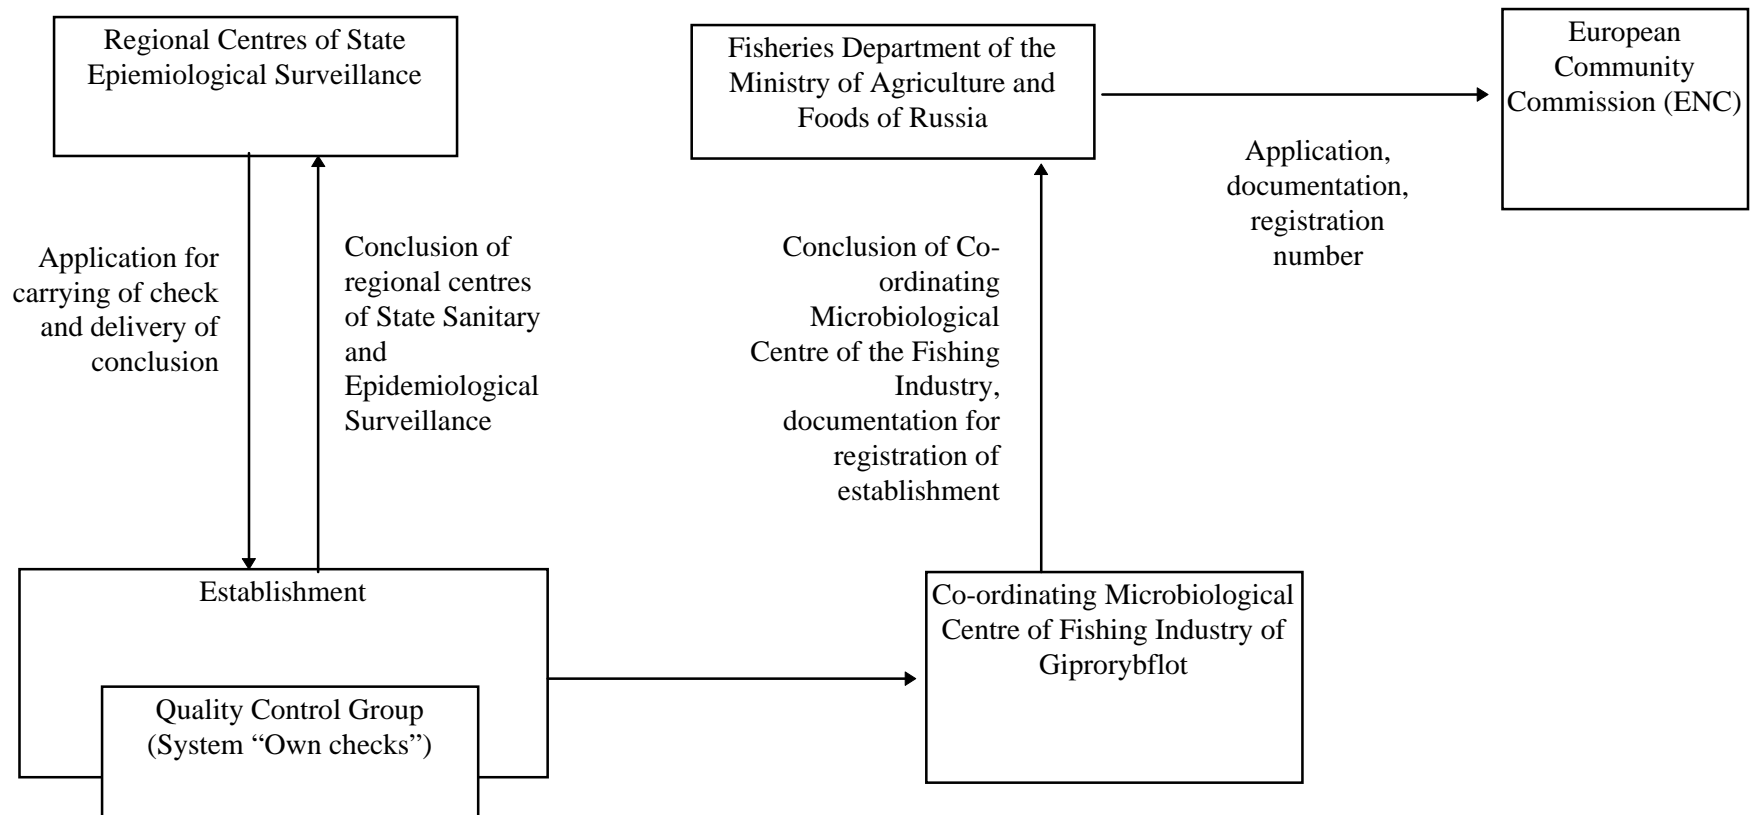 Regional Centres of State
Epiemiological Surveillance
Fisheries Department of the
Ministry of Agriculture and
Foods of Russia
European
Community
Commission (ENC)
Application,
documentation,
registration
number
Application for
carrying of check
and delivery of
conclusion
Conclusion of
regional centres
of State Sanitary
and
Epidemiological
Surveillance
Conclusion of Co-
ordinating
Microbiological
Centre of the Fishing
Industry,
documentation for
registration of
establishment
Establishment
Quality Control Group
(System “Own checks”)
Co-ordinating Microbiological
Centre of Fishing Industry of
Giprorybflot